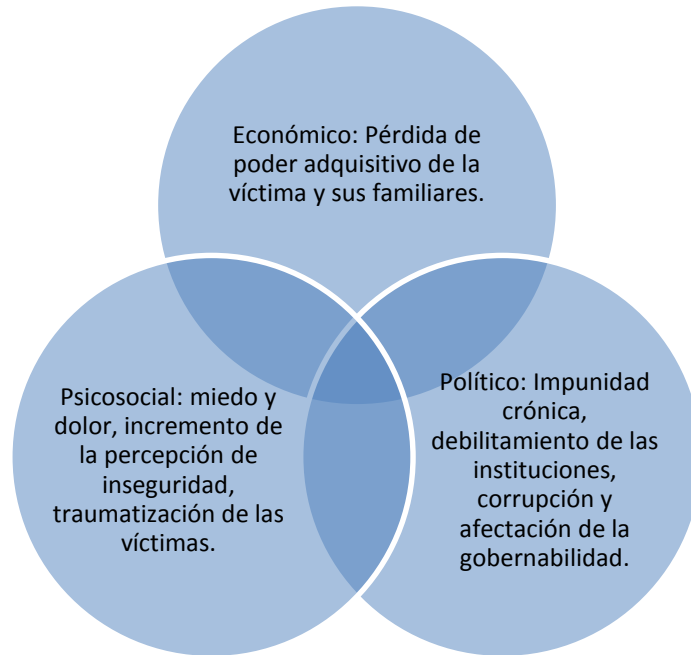 Económico: Pérdida de
poder adquisitivo de la
víctima y sus familiares.
Psicosocial: miedo y
dolor, incremento de
la percepción de
inseguridad,
traumatización de las
víctimas.
Político: Impunidad
crónica,
debilitamiento de las
instituciones,
corrupción y
afectación de la
gobernabilidad.